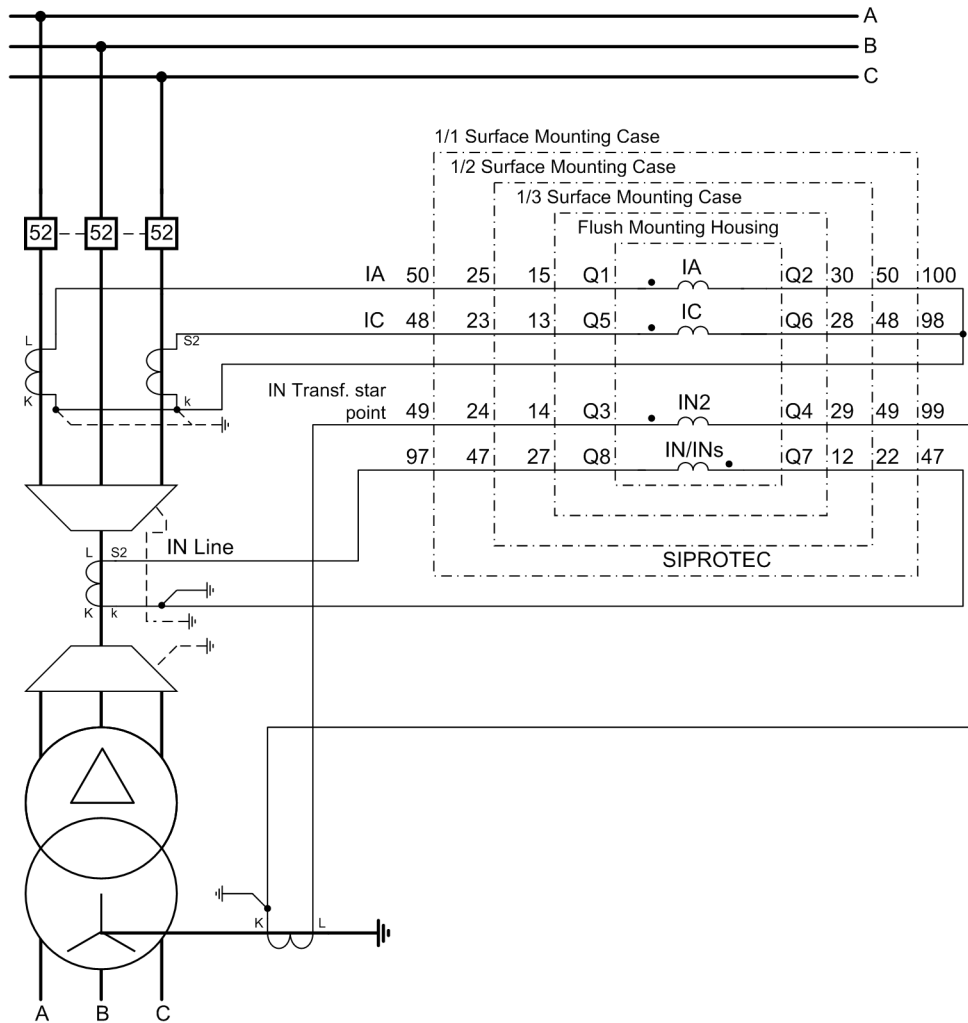 A
B
C
1/1 Surface Mounting Case
1/2 Surface Mounting Case
1/3 Surface Mounting Case
Flush Mounting Housing
52 52 52
IA 50 25 15 Q1 IA Q2 30 50 100
IC 48 23 13 Q5 IC Q6 28 48 98
L S2
K k
IN Transf. star
point 49 24 14 Q3 IN2 Q4 29 49 99
97 47 27 Q8 IN/INs Q7 12 22 47
IN Line
L S2
SIPROTEC
K k
K L
A B C